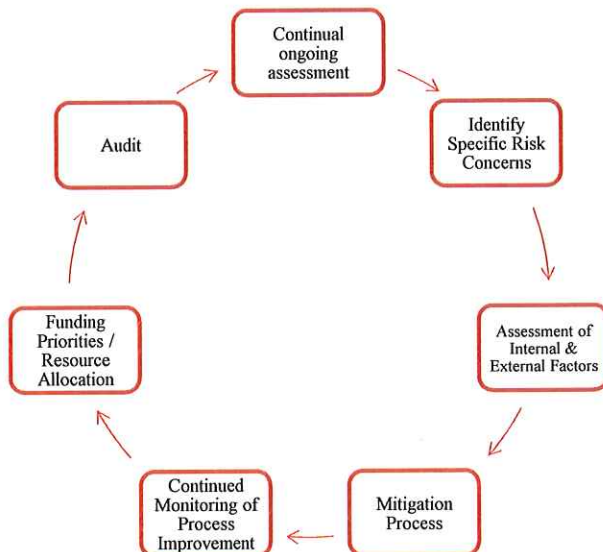 Continual
ongoing
assessment
Identify
Specific Risk
Concerns
Assessment of
Internal &
External Factors
Mitigation
Process
Continued
Monitoring of
Process
Improvement
Funding
Priorities /
Resource
Allocation
Audit